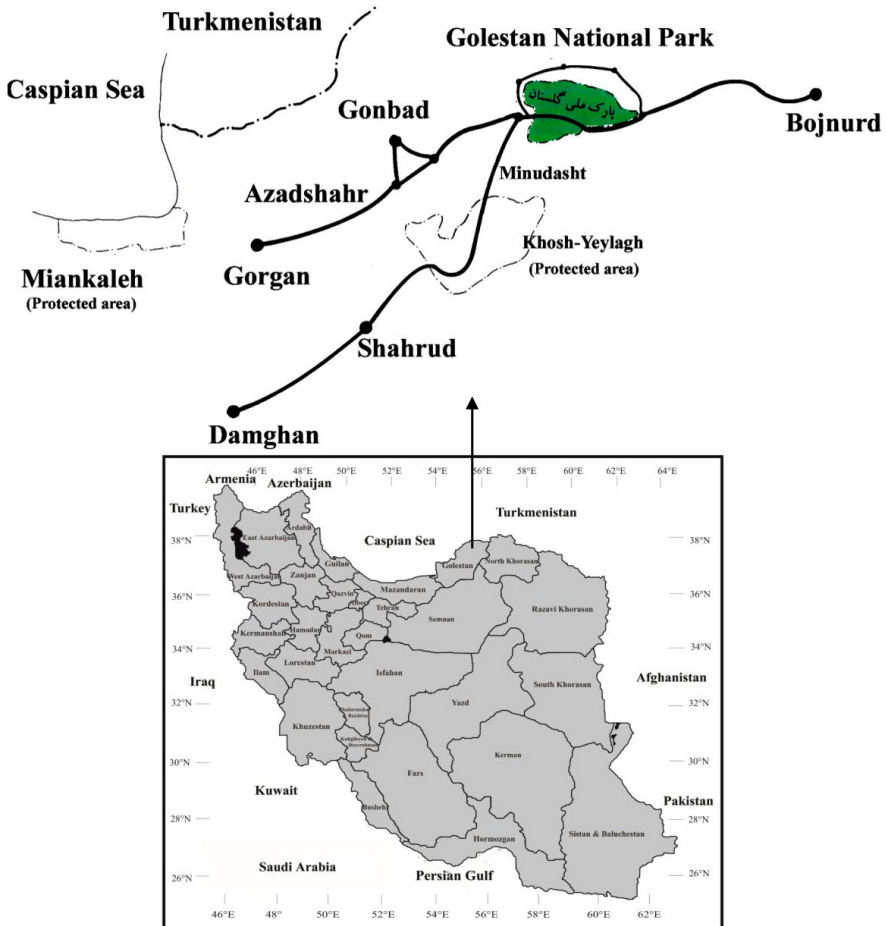 Turkmenistan
Golestan National Park
Caspian Sea
پارک ملی گلستان
Gonbad
Bojnurd
Minudasht
Azadshahr
Khosh-Yeylagh
(Protected area)
Miankaleh
(Protected area)
Gorgan
Shahrud
Damghan
46°E 48°E 50°E 52°E 54°E 56°E 58°E 60°E 62°E 64°E
Armenia
Azerbaijan
Turkey
Turkmenistan
Caspian Sea
38°N
38°N
East Azarbaijan
Ardabil
Guilan
Golestan
North Khorasan
West Azarbaijan
Zanjan
Mazandaran
36°N
36°N
Qazvin
Alberz
Tehran
Kordestan
Semnan
Razavi Khorasan
Kermanshah
Hamadan
Qom
34°N
34°N
Markazi
Lorestan
Ilam
Isfahan
Iraq
Afghanistan
South Khorasan
32°N
32°N
Yazd
Khuzestan
Kerman
30°N
30°N
Fars
Kuwait
Bushehr
Pakistan
28°N
28°N
Sistan & Baluchestan
Hormozgan
Saudi Arabia
Persian Gulf
26°N
26°N
46°E 48° 50°E 52°E 54°E 56°E 58°E 60°E 62°E